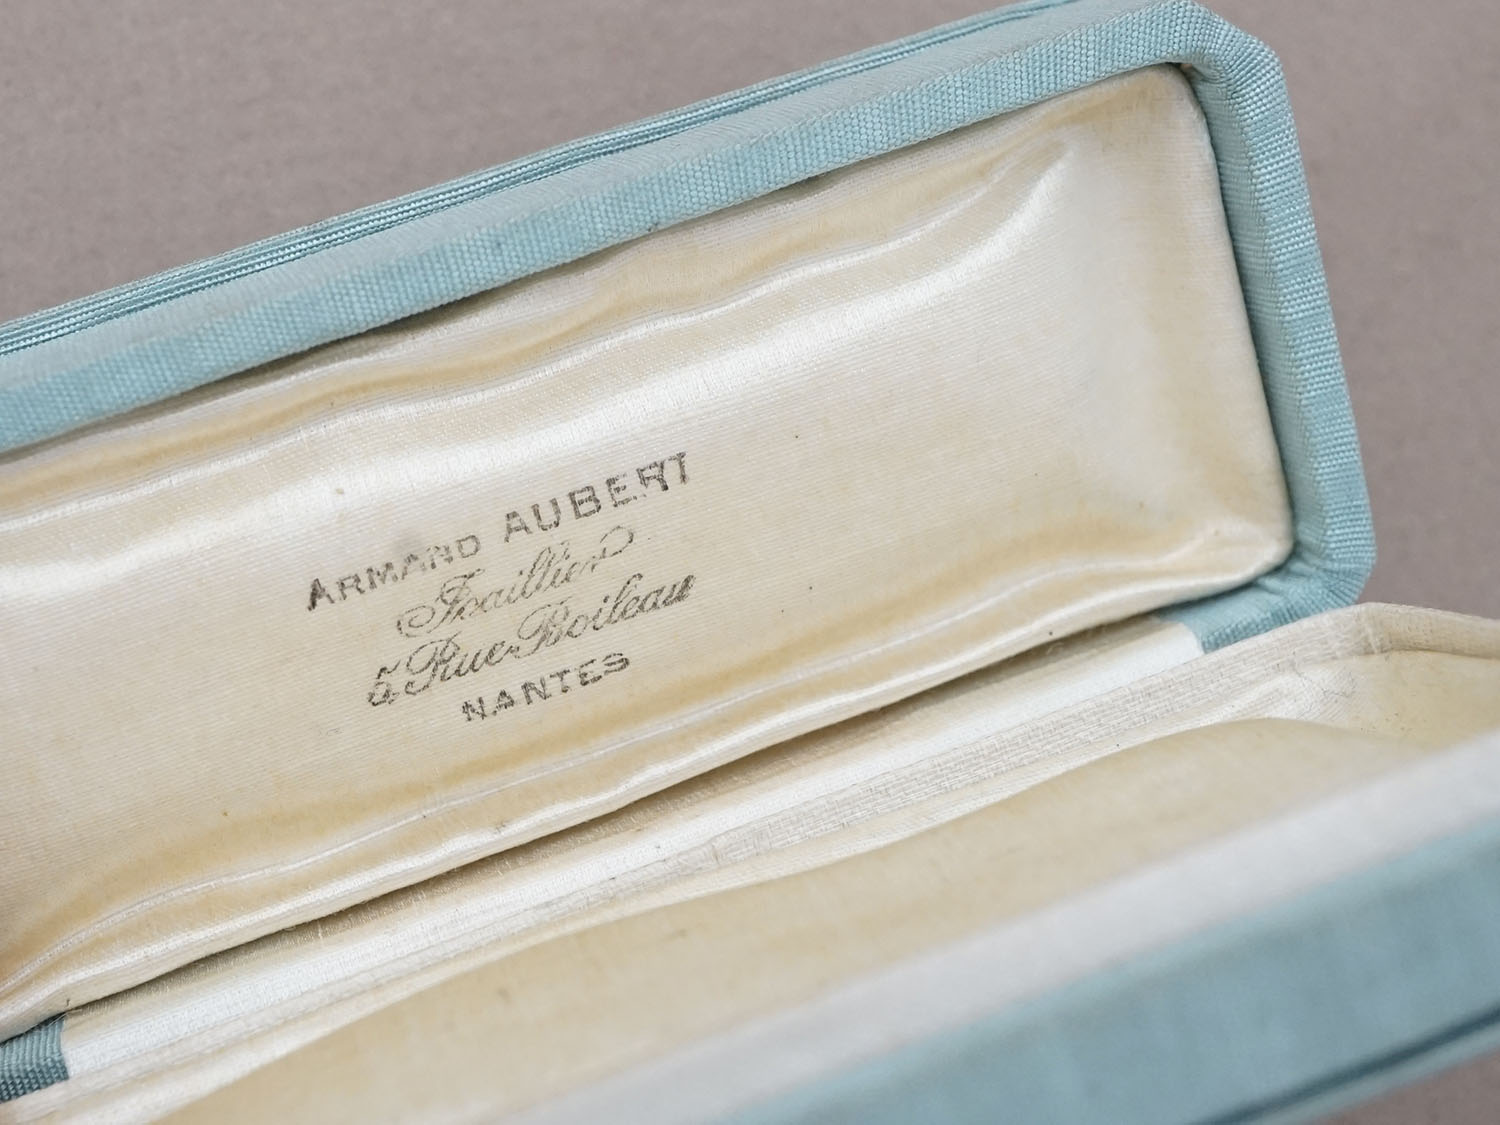 ARMAND AUBERT
Joaillier
5 Rue Boileau
NANTES